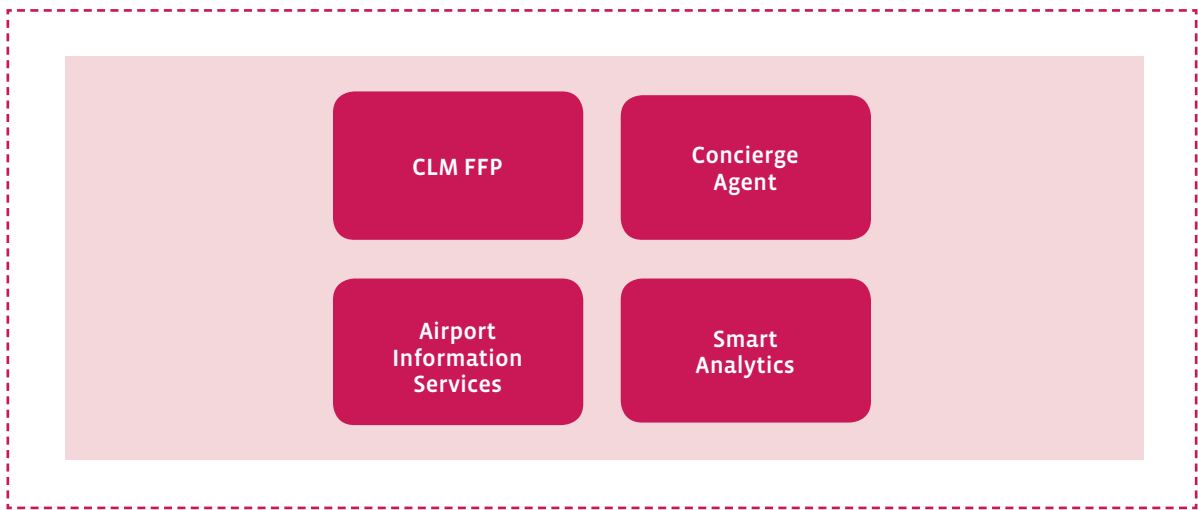 CLM FFP
Concierge
Agent
Airport
Information
Services
Smart
Analytics